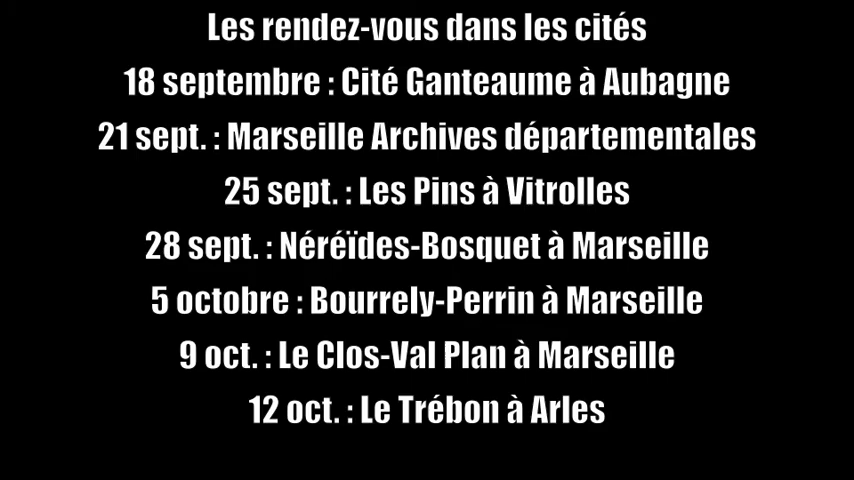 Les rendez-vous dans les cités
18 septembre : Cité Ganteaume à Aubagne
21 sept. : Marseille Archives départementales
25 sept. : Les Pins à Vitrolles
28 sept. : Néréïdes-Bosquet à Marseille
5 octobre : Bourrely-Perrin à Marseille
9 oct. : Le Clos-Val Plan à Marseille
12 oct. : Le Trébon à Arles